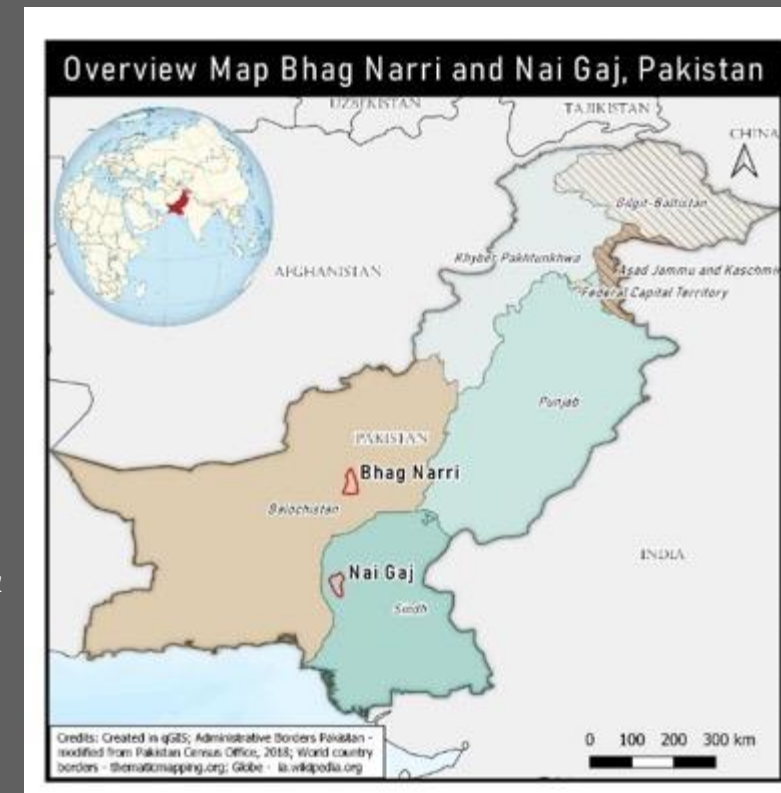 Overview Map Bhag Narri and Nai Gaj, Pakistan
UZBEKISTAN
TAJIKISTAN
CHINA
Gilgit-Baltistan
Khyber Pakhtunkhwa
AFGHANISTAN
Asad Jammu and Kaschmir
Federal Capital Territory
Punjab
PAKISTAN
Bhag Narri
Balochistan
INDIA
Nai Gaj
Sindh
Credits: Created in qGIS; Administrative Borders Pakistan -
modified from Pakistan Census Office, 2018; World country
borders - thematicmapping.org; Globe - la.wikipedia.org
0 100 200 300 km